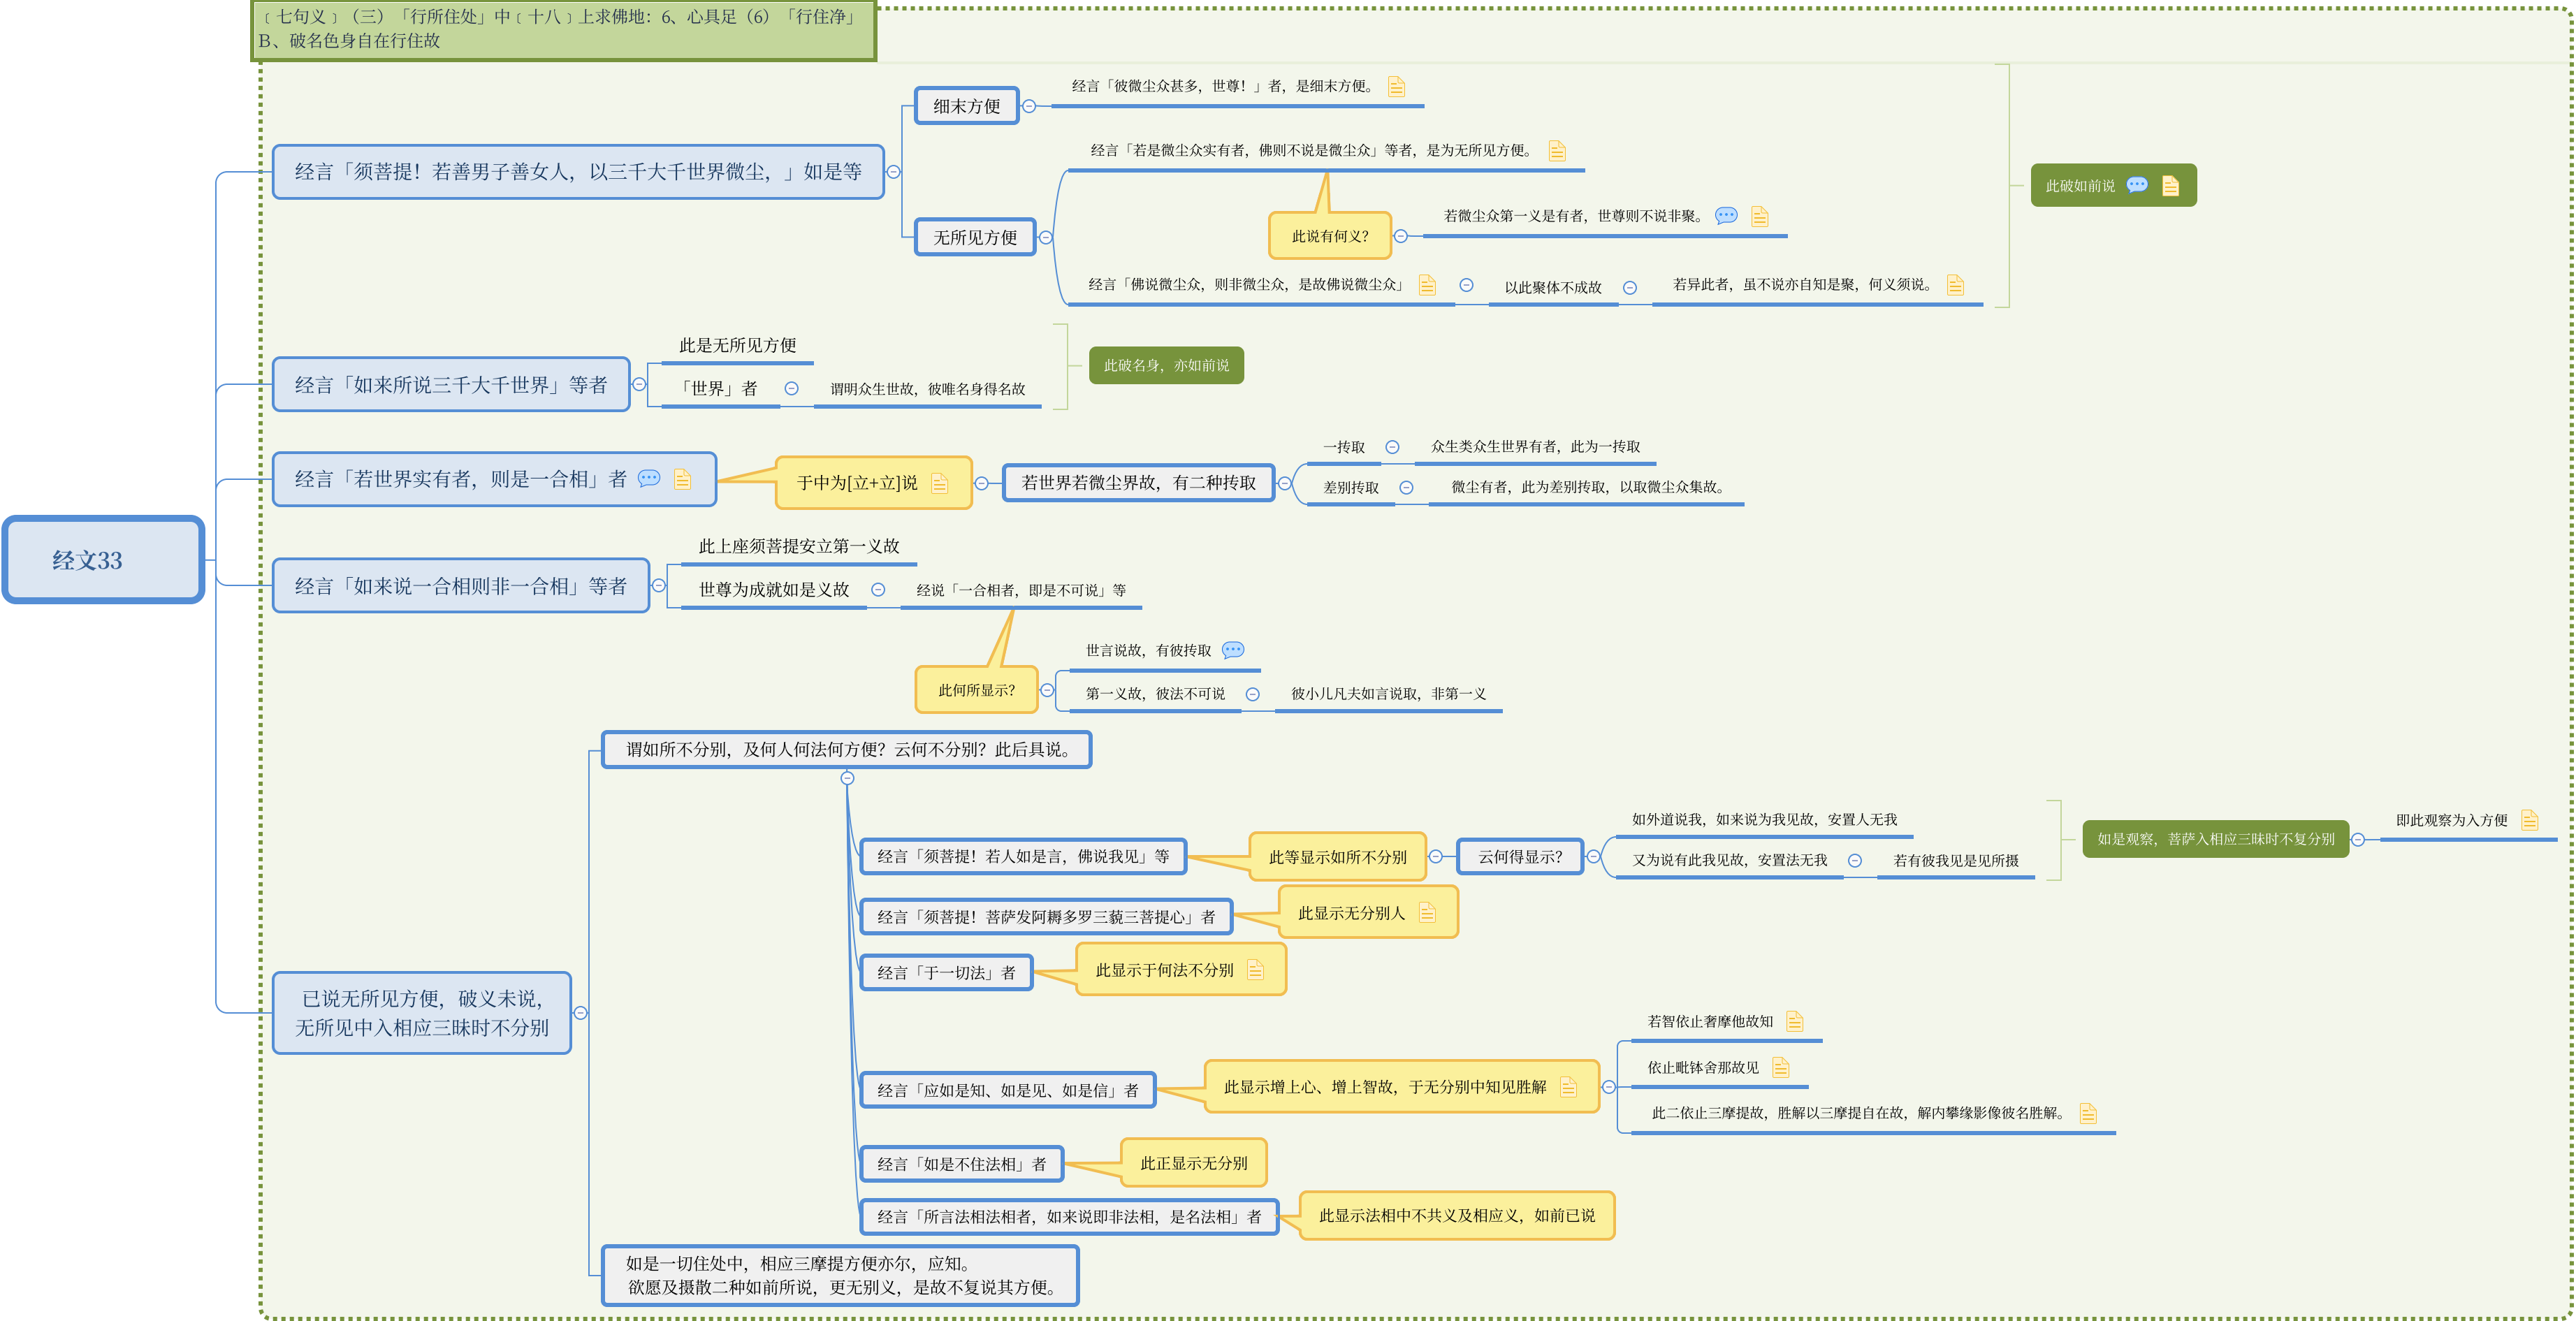 ﹝七句义﹞（三）「行所住处」中﹝十八﹞上求佛地：6、心具足（6）「行住净」
B、破名色身自在行住故
经文33
经言「须菩提！若善男子善女人，以三千大千世界微尘，」如是等
细末方便
经言「彼微尘众甚多，世尊！」者，是细末方便。
无所见方便
经言「若是微尘众实有者，佛则不说是微尘众」等者，是为无所见方便。
此说有何义？
若微尘众第一义是有者，世尊则不说非聚。
经言「佛说微尘众，则非微尘众，是故佛说微尘众」
以此聚体不成故
若异此者，虽不说亦自知是聚，何义须说。
此破如前说
经言「如来所说三千大千世界」等者
此是无所见方便
「世界」者
谓明众生世故，彼唯名身得名故
此破名身，亦如前说
经言「若世界实有者，则是一合相」者
于中为[立+立]说
若世界若微尘界故，有二种抟取
一抟取
众生类众生世界有者，此为一抟取
差别抟取
微尘有者，此为差别抟取，以取微尘众集故。
经言「如来说一合相则非一合相」等者
此上座须菩提安立第一义故
世尊为成就如是义故
经说「一合相者，即是不可说」等
此何所显示？
世言说故，有彼抟取
第一义故，彼法不可说
彼小儿凡夫如言说取，非第一义
已说无所见方便，破义未说，
无所见中入相应三昧时不分别
谓如所不分别，及何人何法何方便？云何不分别？此后具说。
经言「须菩提！若人如是言，佛说我见」等
此等显示如所不分别
云何得显示？
如外道说我，如来说为我见故，安置人无我
又为说有此我见故，安置法无我
若有彼我见是见所摄
如是观察，菩萨入相应三昧时不复分别
即此观察为入方便
经言「须菩提！菩萨发阿耨多罗三藐三菩提心」者
此显示无分别人
经言「于一切法」者
此显示于何法不分别
经言「应如是知、如是见、如是信」者
此显示增上心、增上智故，于无分别中知见胜解
若智依止奢摩他故知
依止毗钵舍那故见
此二依止三摩提故，胜解以三摩提自在故，解内攀缘影像彼名胜解。
经言「如是不住法相」者
此正显示无分别
经言「所言法相法相者，如来说即非法相，是名法相」者
此显示法相中不共义及相应义，如前已说
如是一切住处中，相应三摩提方便亦尔，应知。
欲愿及摄散二种如前所说，更无别义，是故不复说其方便。